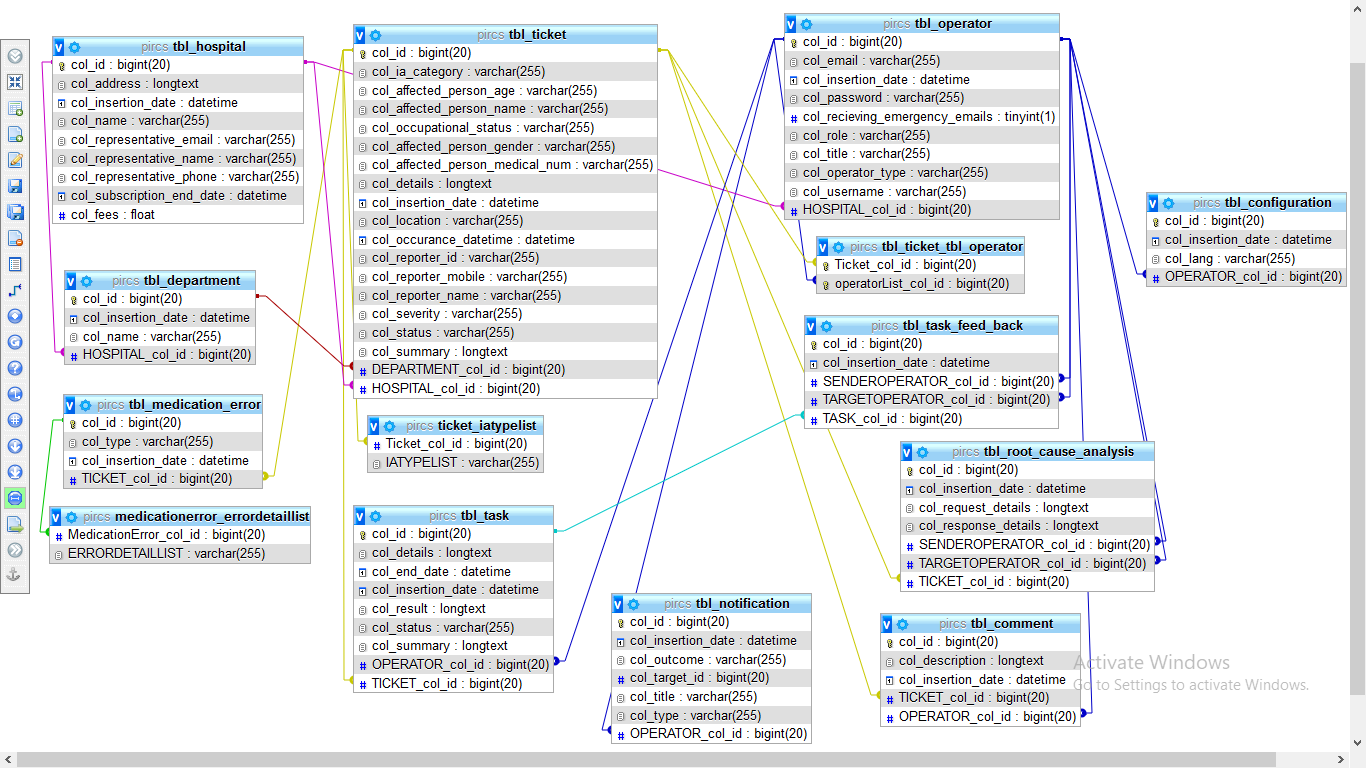 pircs tbl_hospital
col_id : bigint(20)
col_address : longtext
col_insertion_date : datetime
col_name : varchar(255)
col_representative_email : varchar(255)
col_representative_name : varchar(255)
col_representative_phone : varchar(255)
col_subscription_end_date : datetime
col_fees : float
pircs tbl_department
col_id : bigint(20)
col_insertion_date : datetime
col_name : varchar(255)
HOSPITAL_col_id : bigint(20)
pircs tbl_medication_error
col_id : bigint(20)
col_type : varchar(255)
col_insertion_date : datetime
TICKET_col_id : bigint(20)
pircs medicationerror_errordetaillist
MedicationError_col_id : bigint(20)
ERRORDETAILLIST : varchar(255)
pircs tbl_ticket
col_id : bigint(20)
col_ia_category : varchar(255)
col_affected_person_age : varchar(255)
col_affected_person_name : varchar(255)
col_occupational_status : varchar(255)
col_affected_person_gender : varchar(255)
col_affected_person_medical_num : varchar(255)
col_details : longtext
col_insertion_date : datetime
col_location : varchar(255)
col_occurance_datetime : datetime
col_reporter_id : varchar(255)
col_reporter_mobile : varchar(255)
col_reporter_name : varchar(255)
col_severity : varchar(255)
col_status : varchar(255)
col_summary : longtext
DEPARTMENT_col_id : bigint(20)
HOSPITAL_col_id : bigint(20)
pircs ticket_iatypelist
Ticket_col_id : bigint(20)
IATYPELIST : varchar(255)
pircs tbl_task
col_id : bigint(20)
col_details : longtext
col_end_date : datetime
col_insertion_date : datetime
col_result : longtext
col_status : varchar(255)
col_summary : longtext
OPERATOR_col_id : bigint(20)
TICKET_col_id : bigint(20)
pircs tbl_notification
col_id : bigint(20)
col_insertion_date : datetime
col_outcome : varchar(255)
col_target_id : bigint(20)
col_title : varchar(255)
col_type : varchar(255)
OPERATOR_col_id : bigint(20)
pircs tbl_operator
col_id : bigint(20)
col_email : varchar(255)
col_insertion_date : datetime
col_password : varchar(255)
col_recieving_emergency_emails : tinyint(1)
col_role : varchar(255)
col_title : varchar(255)
col_operator_type : varchar(255)
col_username : varchar(255)
HOSPITAL_col_id : bigint(20)
pircs tbl_ticket_tbl_operator
Ticket_col_id : bigint(20)
operatorList_col_id : bigint(20)
pircs tbl_task_feed_back
col_id : bigint(20)
col_insertion_date : datetime
SENDEROPERATOR_col_id : bigint(20)
TARGETOPERATOR_col_id : bigint(20)
TASK_col_id : bigint(20)
pircs tbl_root_cause_analysis
col_id : bigint(20)
col_insertion_date : datetime
col_request_details : longtext
col_response_details : longtext
SENDEROPERATOR_col_id : bigint(20)
TARGETOPERATOR_col_id : bigint(20)
TICKET_col_id : bigint(20)
pircs tbl_comment
col_id : bigint(20)
col_description : longtext
col_insertion_date : datetime
TICKET_col_id : bigint(20)
OPERATOR_col_id : bigint(20)
pircs tbl_configuration
col_id : bigint(20)
col_insertion_date : datetime
col_lang : varchar(255)
OPERATOR_col_id : bigint(20)
Activate Windows
Go to Settings to activate Windows.